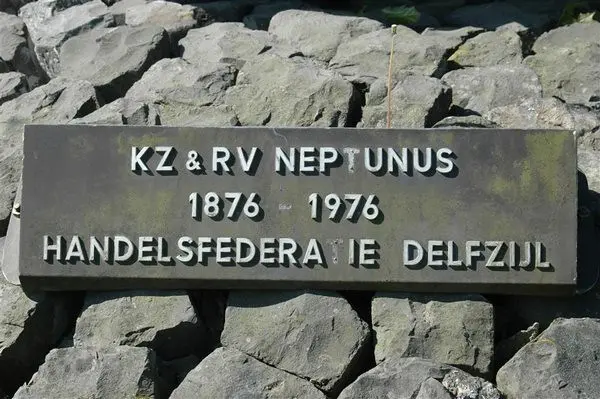 KZ & RV NEPTUNUS
1876 - 1976
HANDELSFEDERATIE DELFZIJL